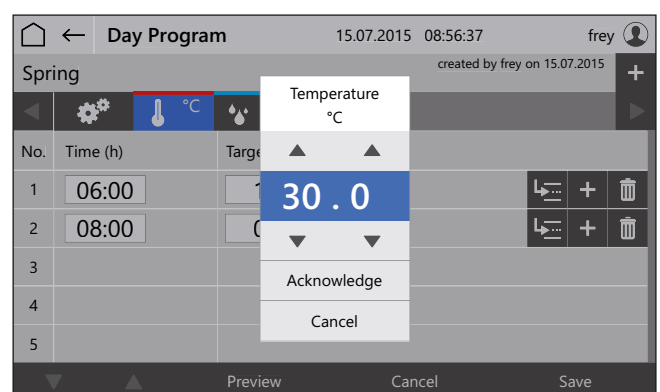 Day Program 15.07.2015 08:56:37 frey
Spring created by frey on 15.07.2015 +
°C
Temperature
°C
No. Time (h)
1 06:00 +
2 08:00 +
3
4
5
30 . 0
Acknowledge
Cancel
Preview Cancel Save